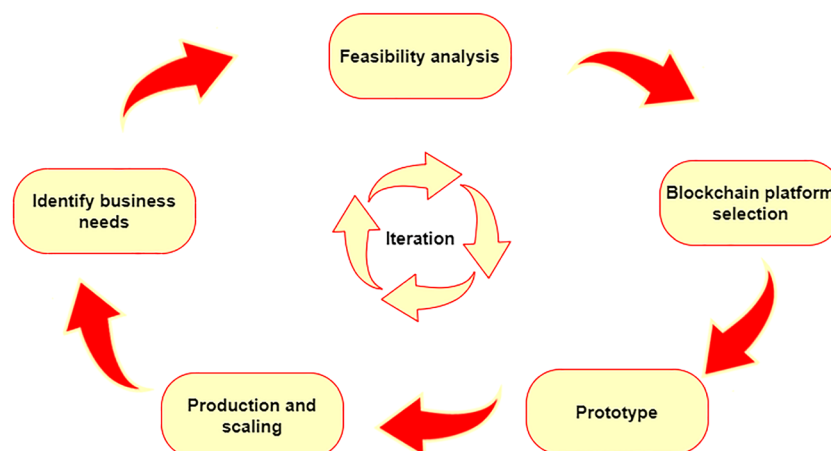 Feasibility analysis
Blockchain platform
selection
Identify business
needs
Iteration
Production and
scaling
Prototype